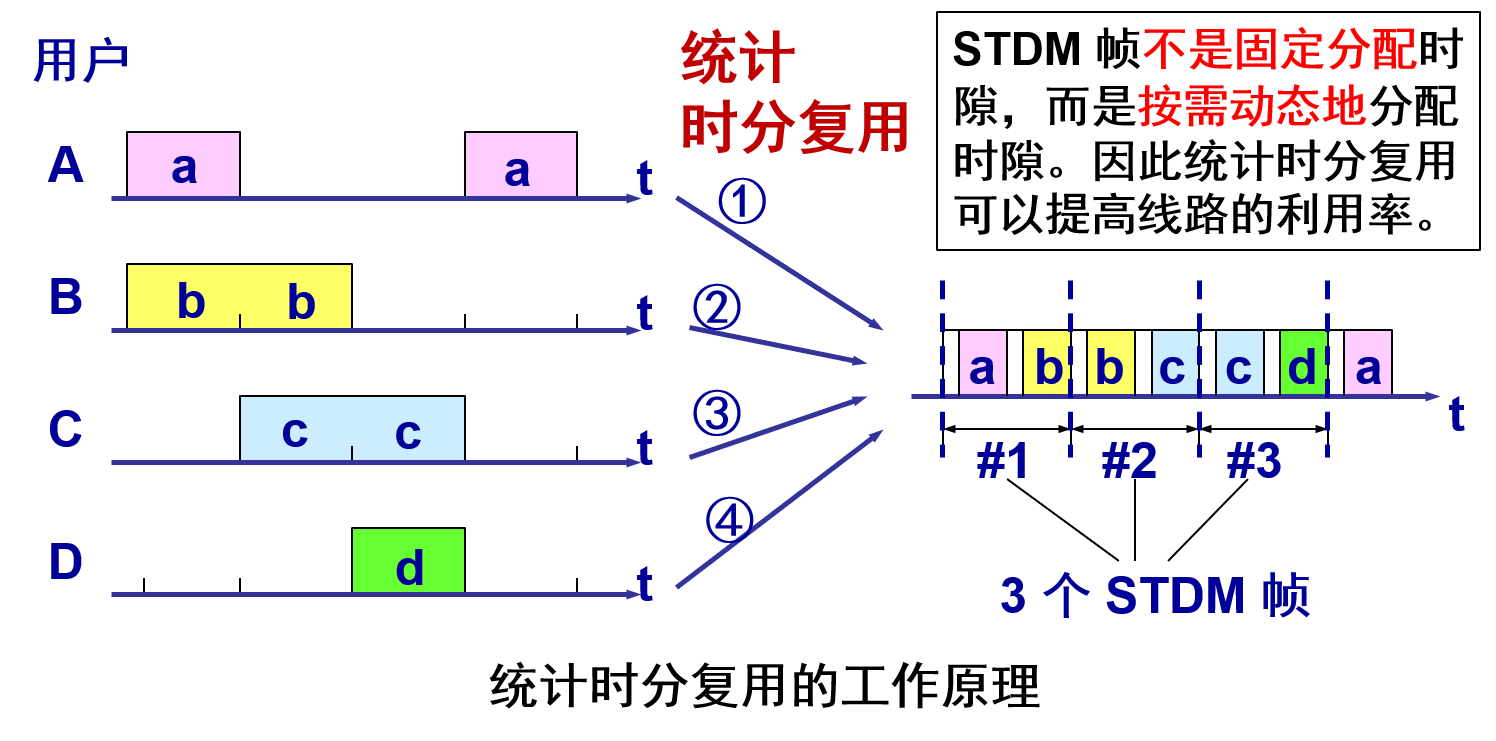 用户
统计
时分复用
STDM 帧不是固定分配时
隙，而是按需动态地分配
时隙。因此统计时分复用
可以提高线路的利用率。
A
a
a
t
①
B
b
b
t
②
C
c
c
t
③
D
d
t
④
a
b
b
c
c
d
a
t
#1
#2
#3
3 个 STDM 帧
统计时分复用的工作原理